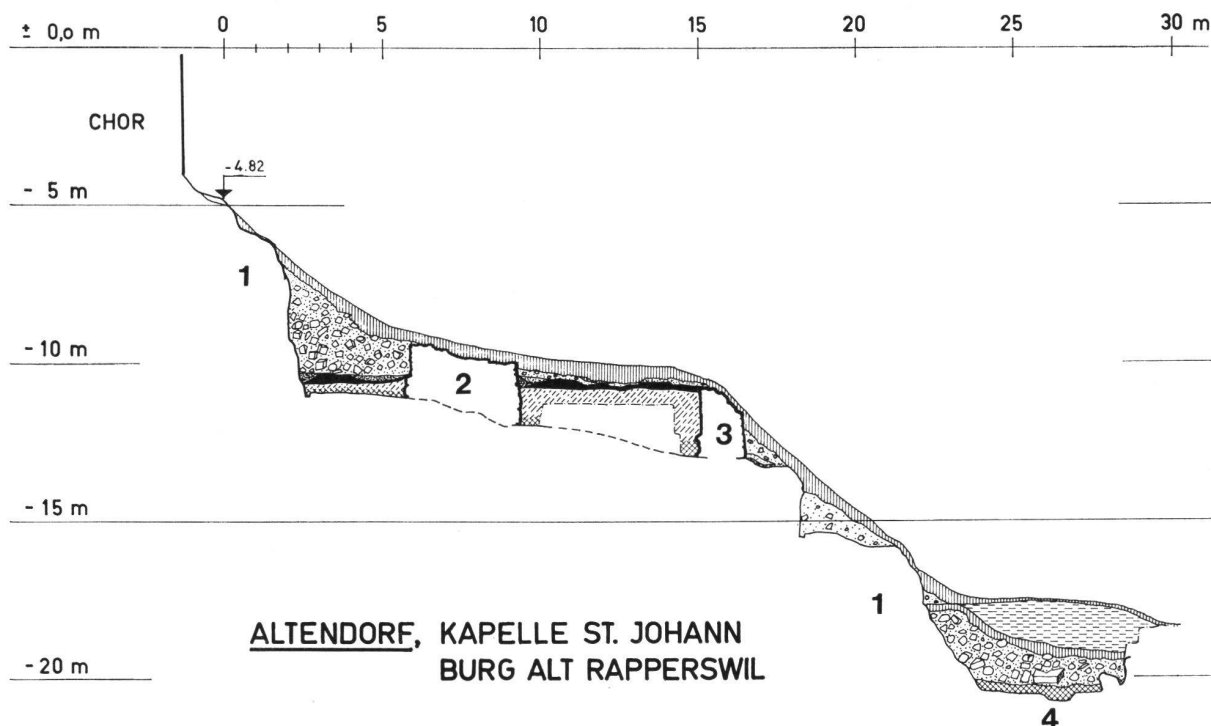 ± 0,0 m 0 5 10 15 20 25 30 m
CHOR
- 4.82
- 5 m
1
- 10 m
2
3
- 15 m
1
ALTENDORF, KAPELLE ST. JOHANN
BURG ALT RAPPERSWIL
- 20 m
4